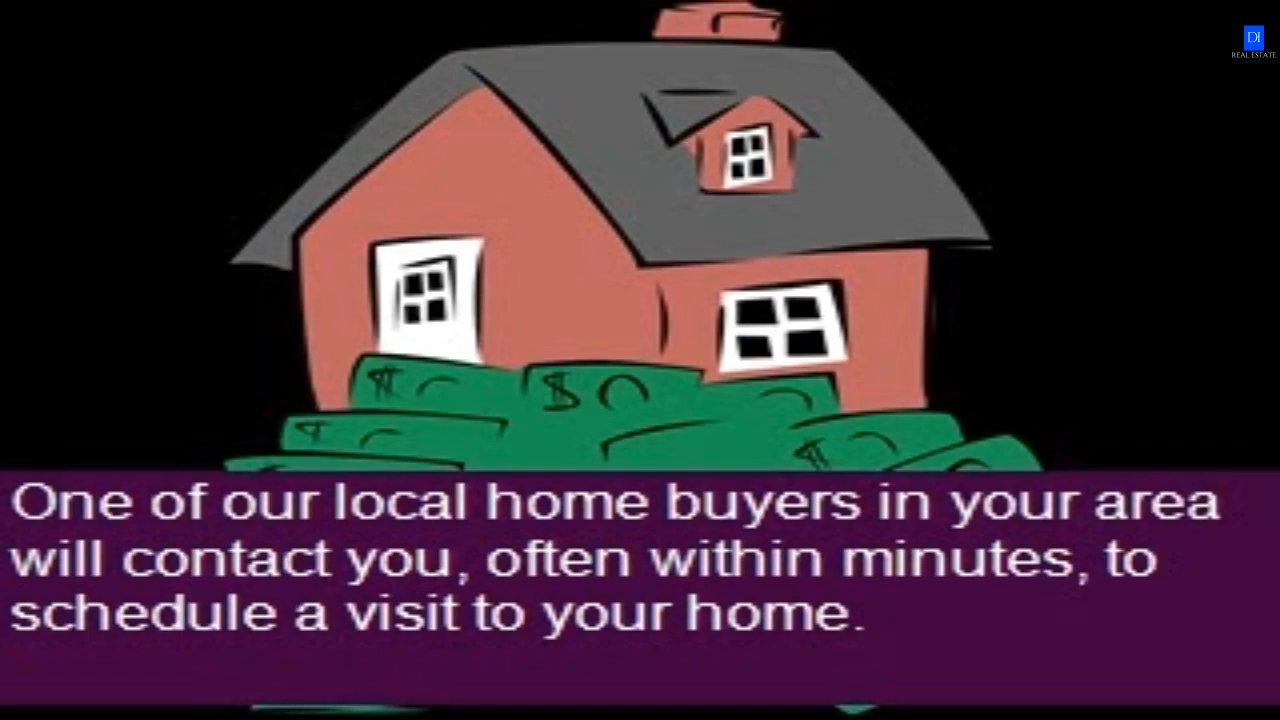 DI
REAL ESTATE
$
One of our local home buyers in your area
will contact you, often within minutes, to
schedule a visit to your home.